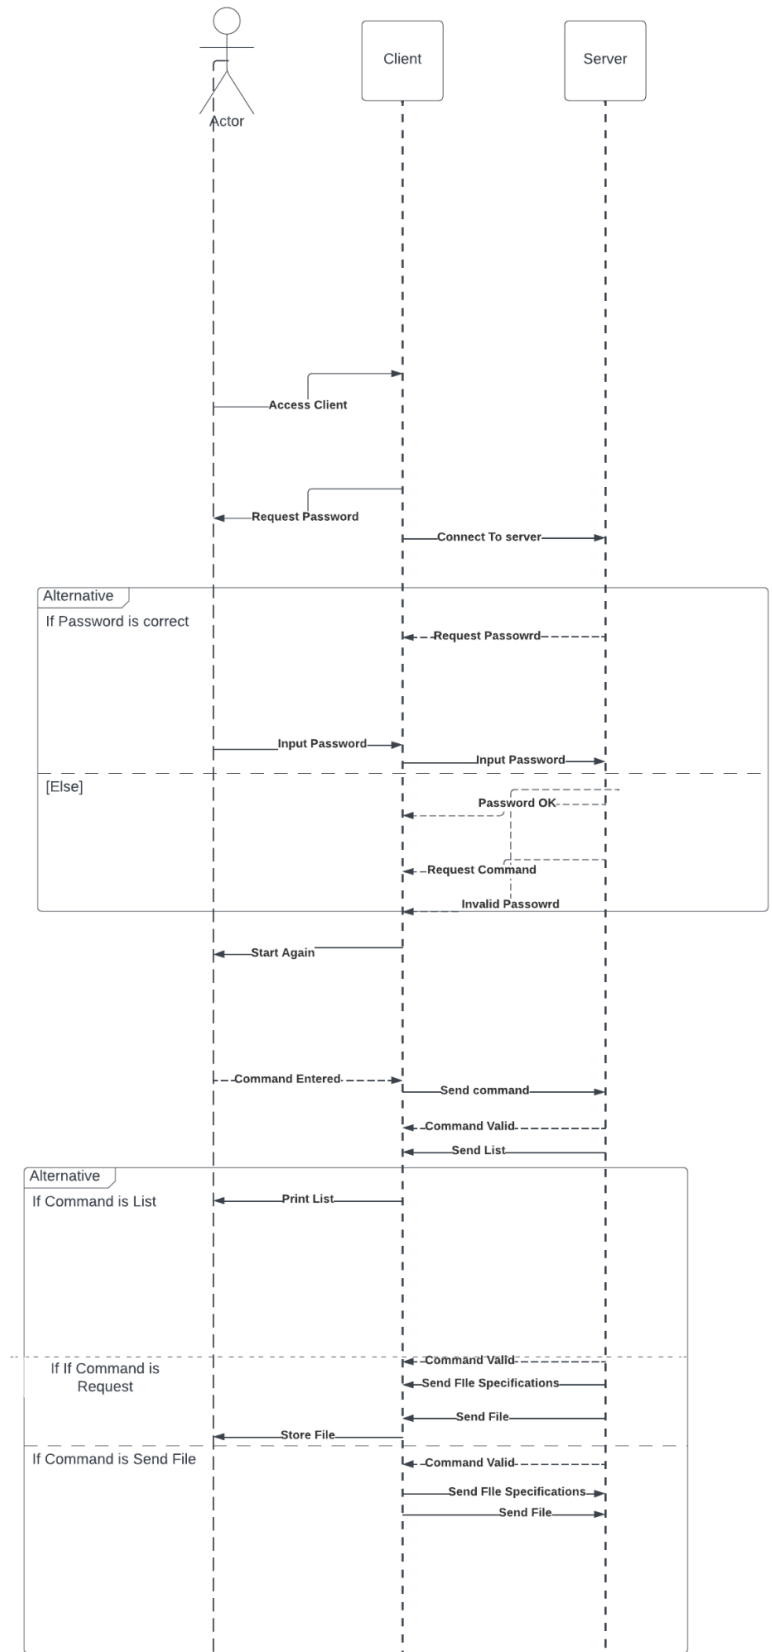 Client
Server
Actor
Access Client
Request Password
Connect To server
Alternative
If Password is correct
Request Passowrd
Input Password
Input Password
[Else]
Password OK
Request Command
Invalid Passowrd
Start Again
Command Entered
Send command
Command Valid
Send List
Alternative
If Command is List
Print List
Command Valid
If If Command is
Request
Send FIle Specifications
Send File
Store File
If Command is Send File
Command Valid
Send FIle Specifications
Send File